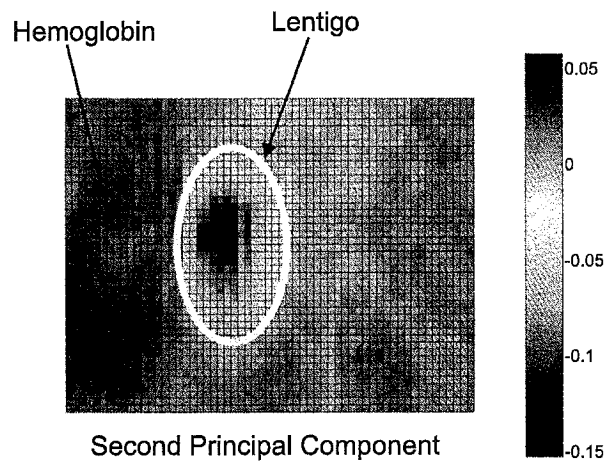 Hemoglobin
Lentigo
0.05
0
-0.05
-0.1
-0.15
Second Principal Component